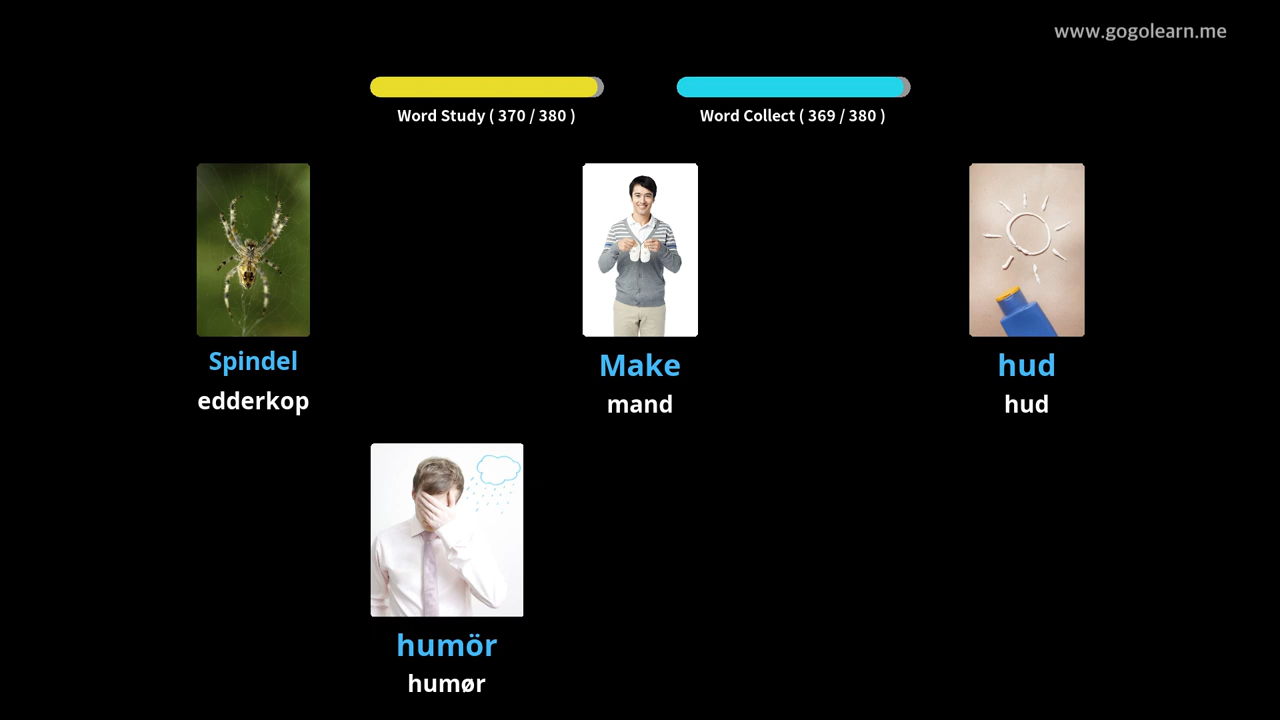 www.gogolearn.me
Word Study ( 370 / 380 )
Word Collect ( 369 / 380 )
Spindel
edderkop
Make
mand
hud
hud
humör
humør